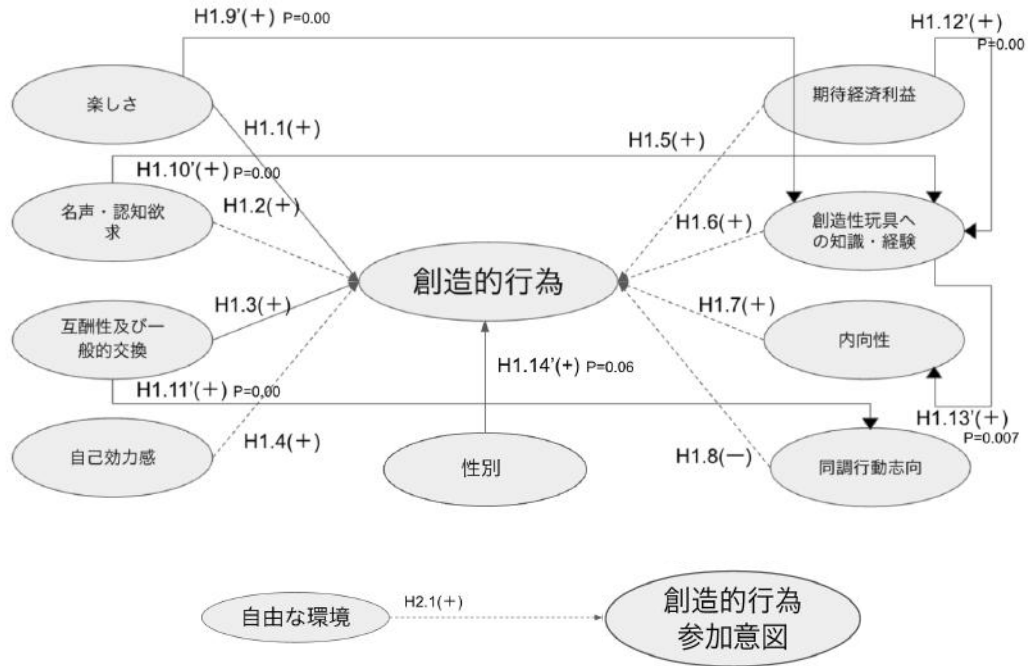 H1.9’(＋) P=0.00
H1.12’(＋)
P=0.00
楽しさ
期待経済利益
H1.1(＋)
H1.5(＋)
H1.10’(＋) P=0.00
名声・認知欲
求
H1.2(＋)
H1.6(＋)
創造性玩具へ
の知識・経験
創造的行為
H1.3(＋)
H1.7(＋)
互酬性及び一
般的交換
内向性
H1.14’(+) P=0.06
H1.11’(＋) P=0.00
H1.13’(＋)
P=0.007
自己効力感
H1.4(＋)
性別
H1.8(―)
同調行動志向
自由な環境
H2.1(＋)
創造的行為
参加意図